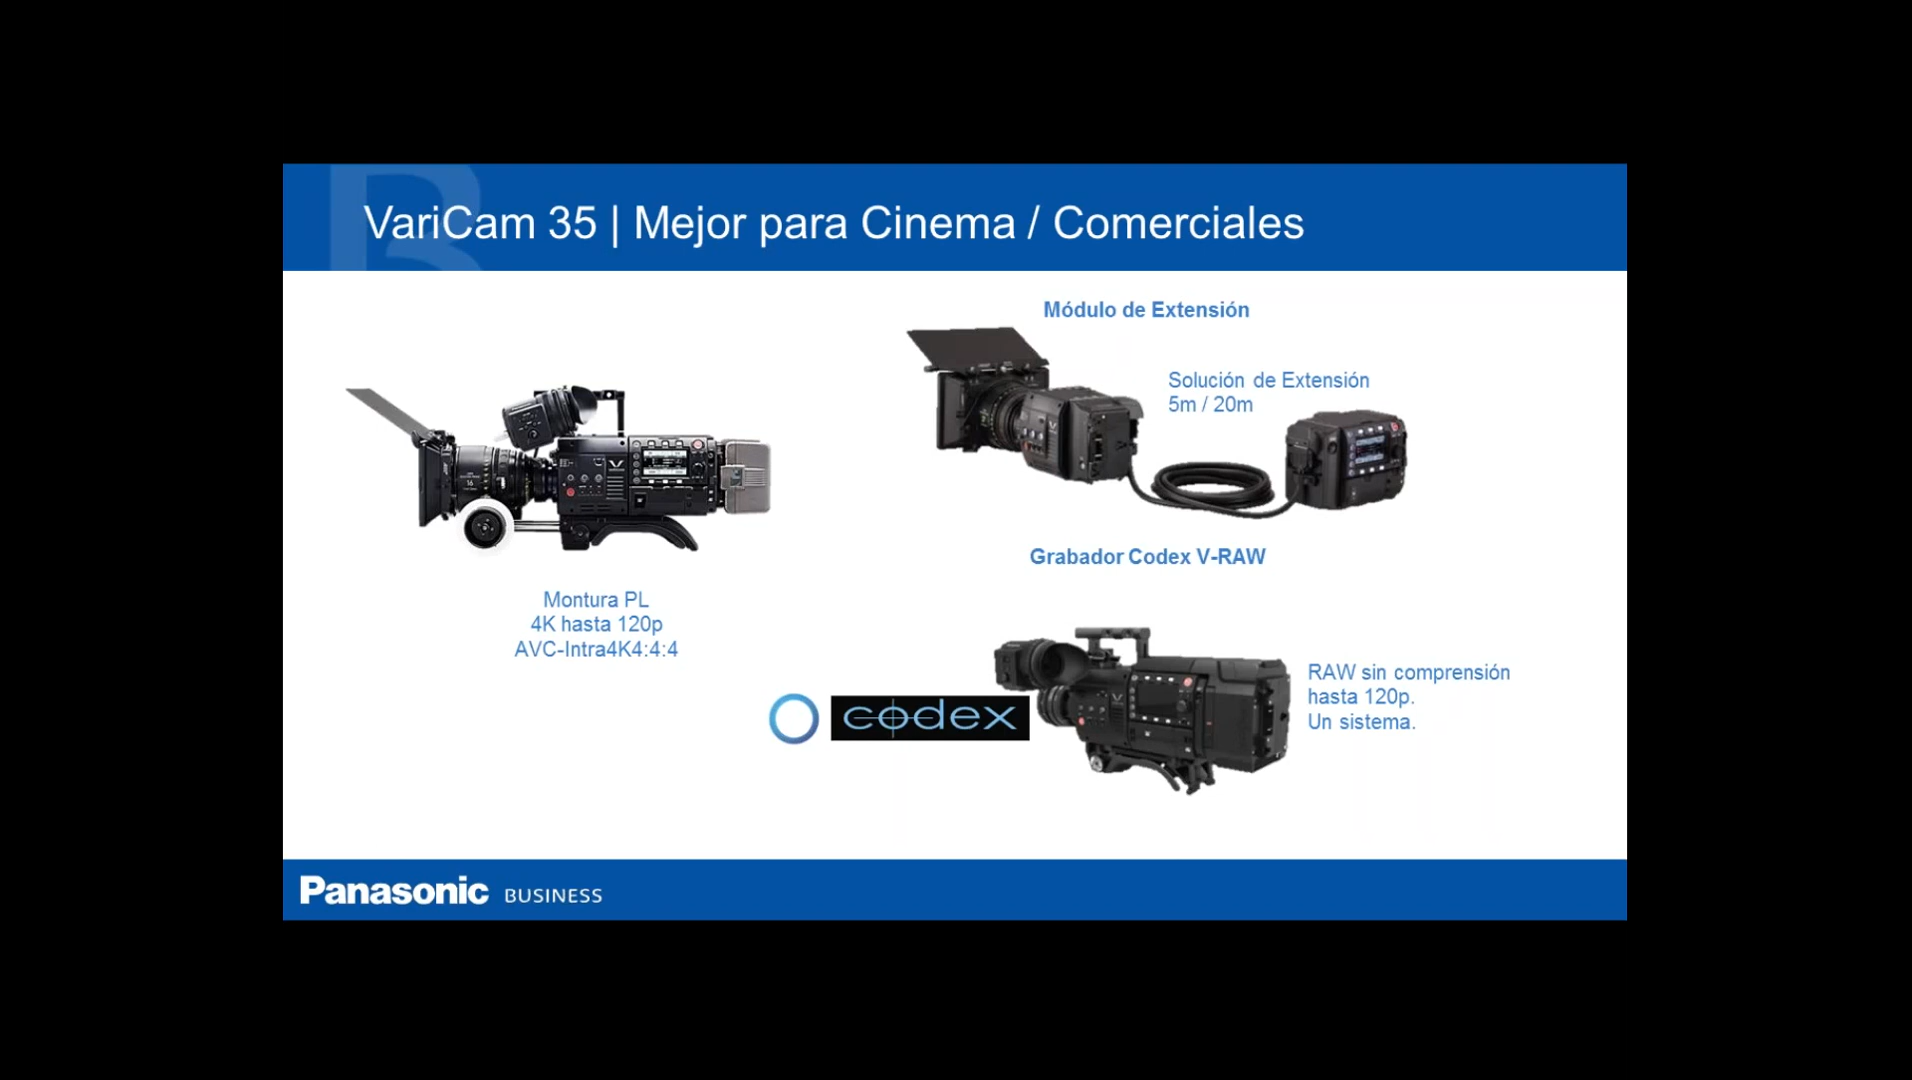 VariCam 35 | Mejor para Cinema / Comerciales
Módulo de Extensión
Solución de Extensión
5m / 20m
Montura PL
4K hasta 120p
AVC-Intra4K4:4:4
Grabador Codex V-RAW
codex
RAW sin comprensión
hasta 120p.
Un sistema.
Panasonic BUSINESS